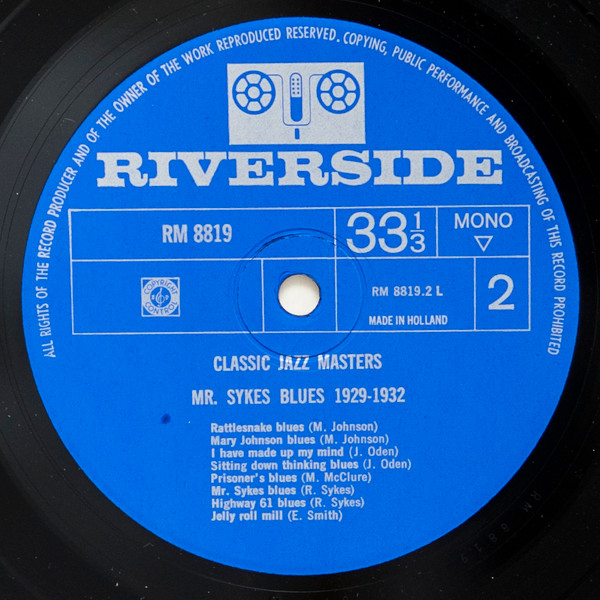 ALL RIGHTS OF THE RECORD PRODUCER AND OF THE OWNER OF THE WORK REPRODUCED RESERVED. COPYING, PUBLIC PERFORMANCE AND BROADCASTING OF THIS RECORD PROHIBITED
RIVERSIDE
RM 8819
33 1/3
MONO
COPYRIGHT CONTROL
RM 8819.2 L
MADE IN HOLLAND
2
CLASSIC JAZZ MASTERS
MR. SYKES BLUES 1929-1932
Rattlesnake blues (M. Johnson)
Mary Johnson blues (M. Johnson)
I have made up my mind (J. Oden)
Sitting down thinking blues (J. Oden)
Prisoner's blues (M. McClure)
Mr. Sykes blues (R. Sykes)
Highway 61 blues (R. Sykes)
Jelly roll mill (E. Smith)